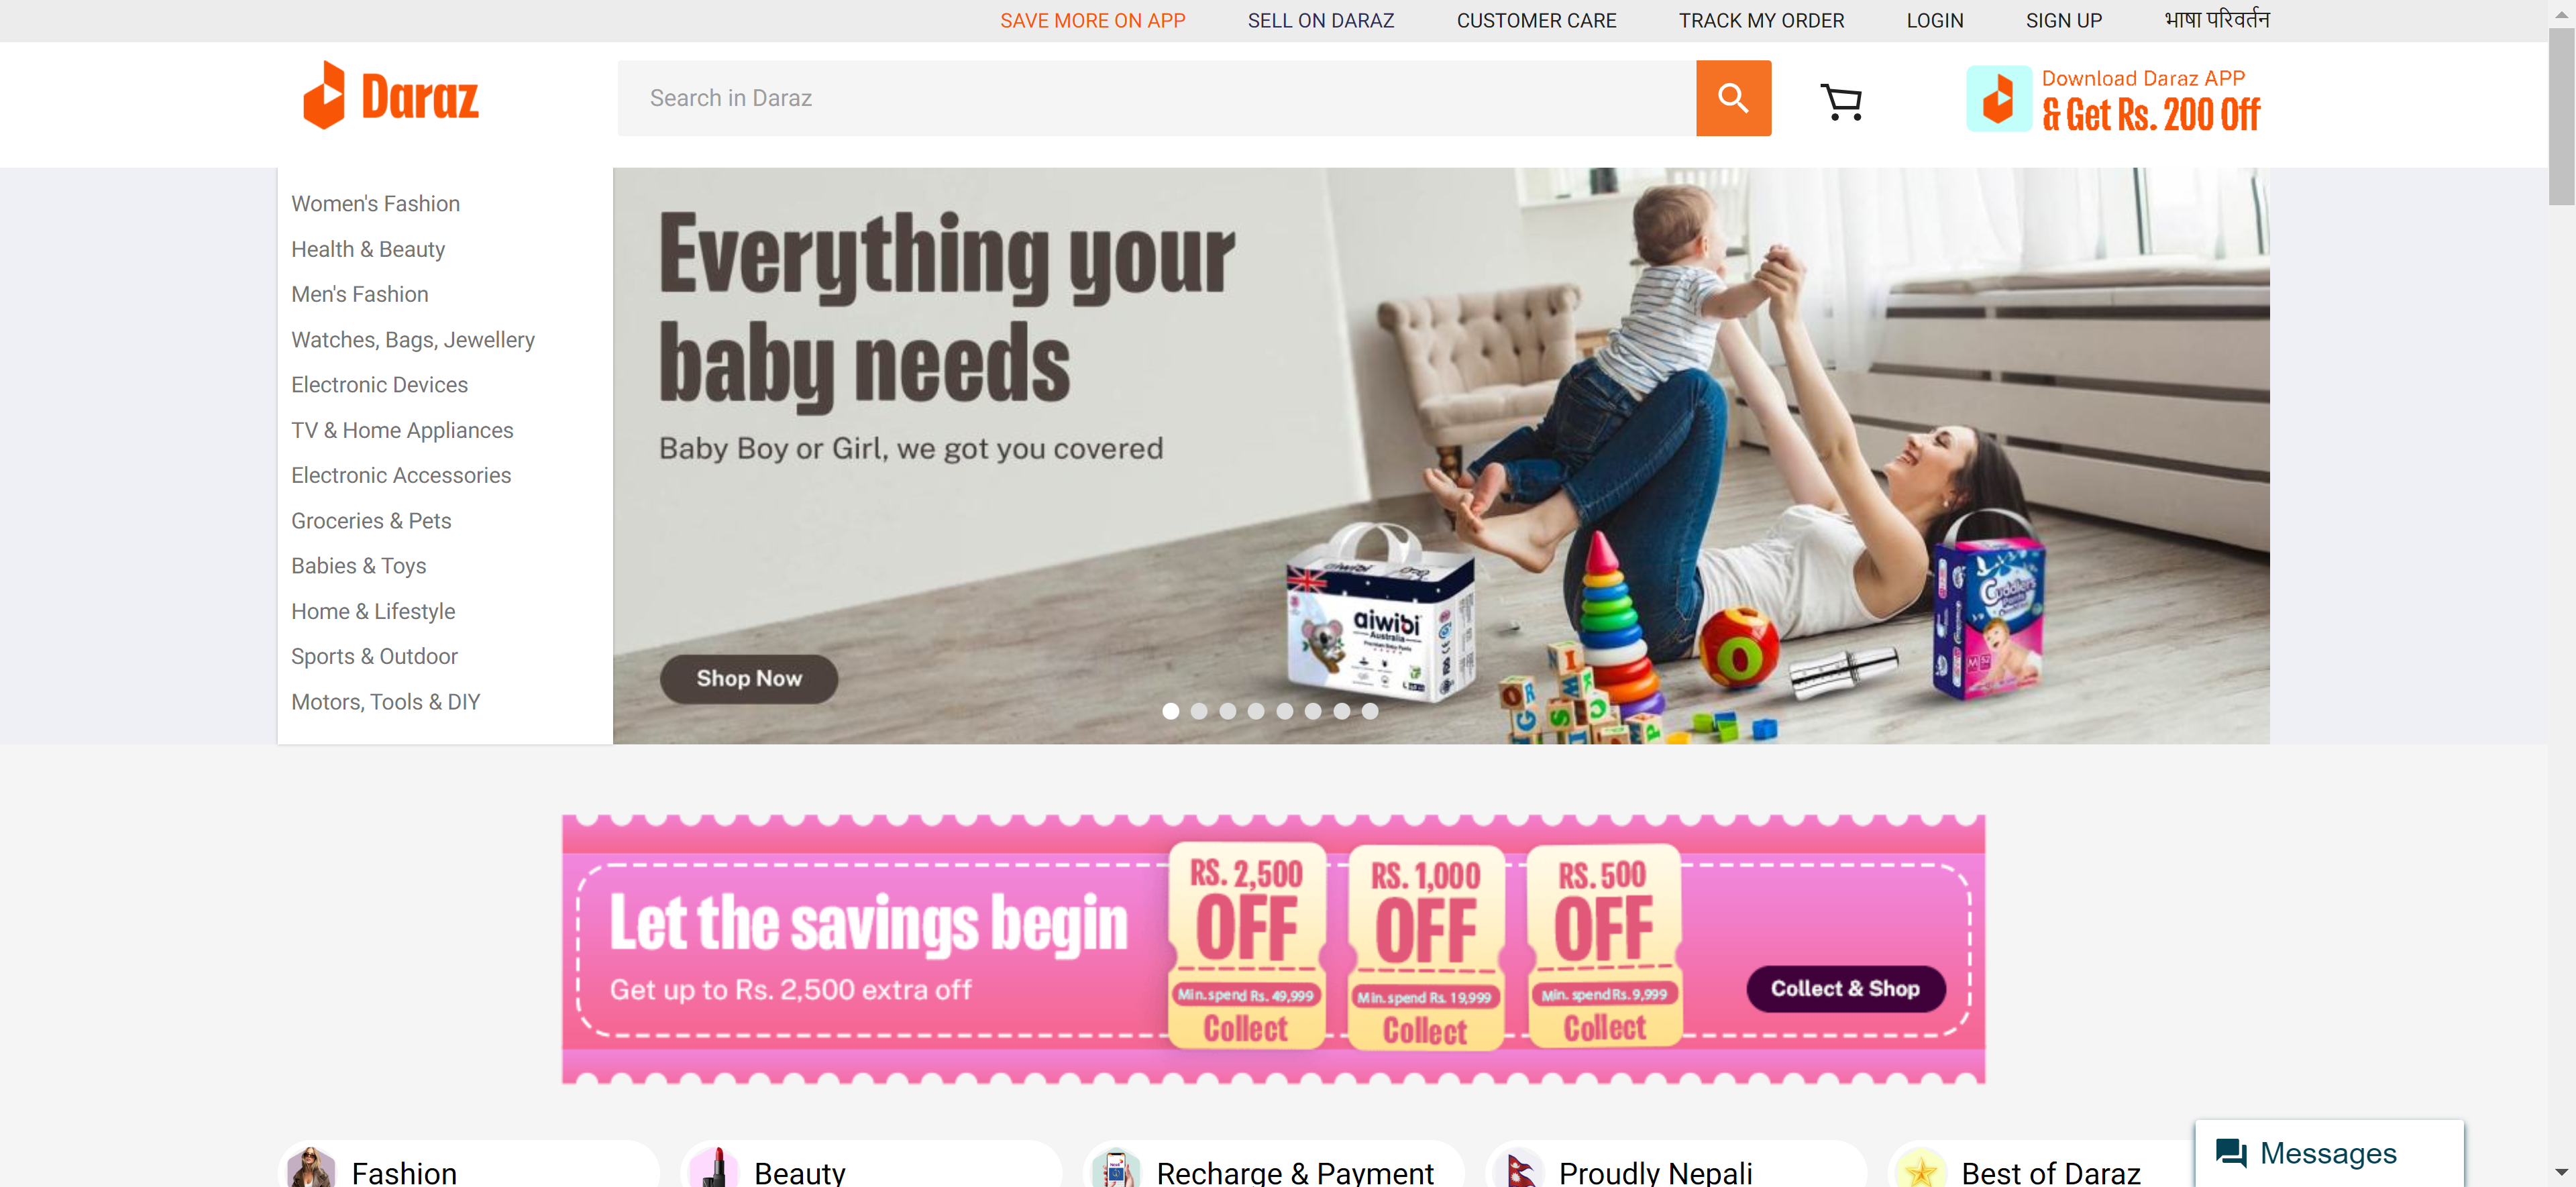 SAVE MORE ON APP
SELL ON DARAZ
CUSTOMER CARE
TRACK MY ORDER
LOGIN
SIGN UP
भाषा परिवर्तन
Daraz
Search in Daraz
Download Daraz APP
& Get Rs. 200 Off
Women's Fashion
Health & Beauty
Men's Fashion
Watches, Bags, Jewellery
Electronic Devices
TV & Home Appliances
Electronic Accessories
Groceries & Pets
Babies & Toys
Home & Lifestyle
Sports & Outdoor
Motors, Tools & DIY
Everything your
baby needs
Baby Boy or Girl, we got you covered
Shop Now
aiwibi
Australia
Cuddlers
Let the savings begin
Get up to Rs. 2,500 extra off
RS. 2,500
OFF
Min. spend Rs. 49,999
Collect
RS. 1,000
OFF
Min. spend Rs. 19,999
Collect
RS. 500
OFF
Min. spend Rs. 9,999
Collect
Collect & Shop
Fashion
Beauty
Recharge & Payment
Proudly Nepali
Best of Daraz
Messages